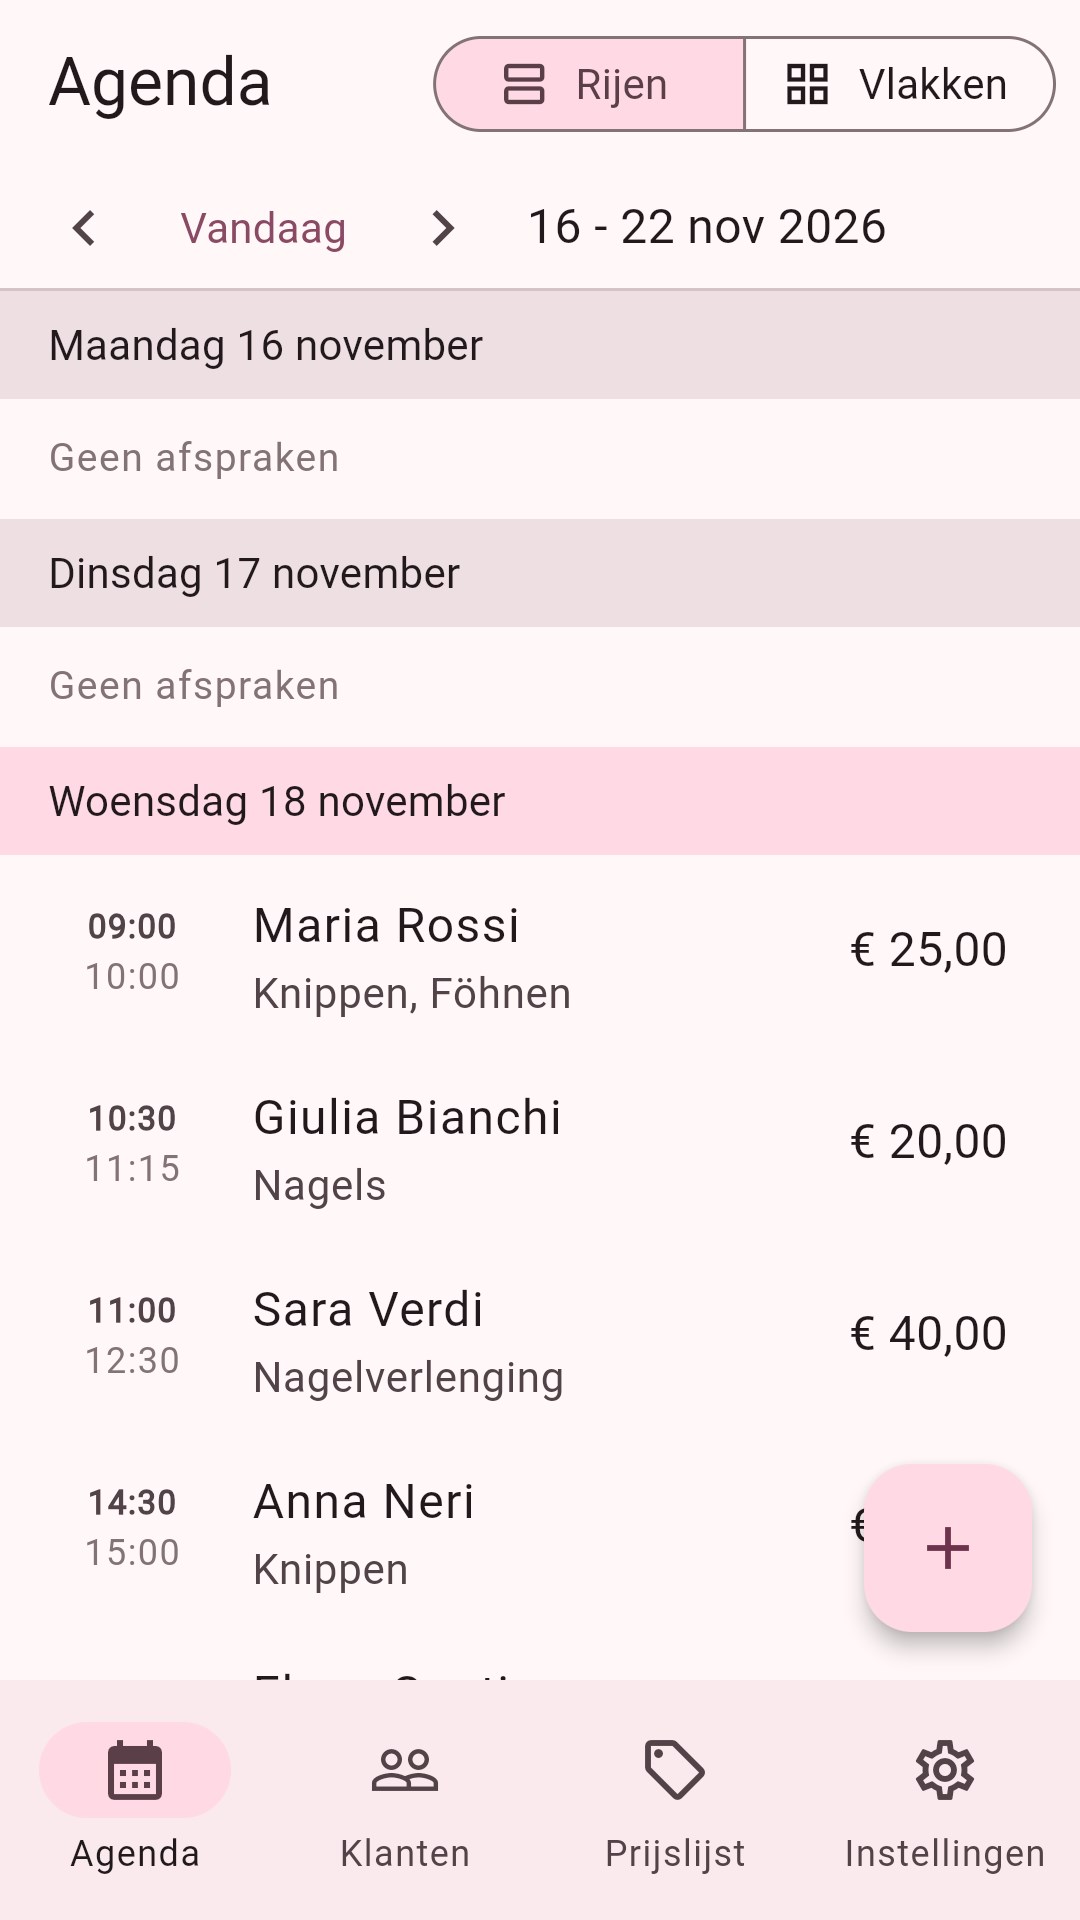 Agenda
Rijen
Vlakken
Vandaag
16 - 22 nov 2026
Maandag 16 november
Geen afspraken
Dinsdag 17 november
Geen afspraken
Woensdag 18 november
09:00
10:00
Maria Rossi
Knippen, Föhnen
€ 25,00
10:30
11:15
Giulia Bianchi
Nagels
€ 20,00
11:00
12:30
Sara Verdi
Nagelverlenging
€ 40,00
14:30
15:00
Anna Neri
Knippen
€
Agenda
Klanten
Prijslijst
Instellingen